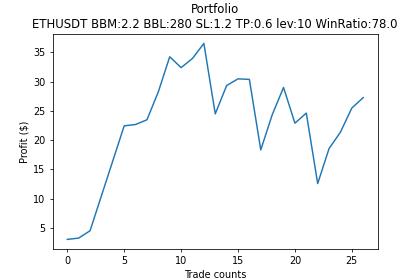 Portfolio
ETHUSDT BBM:2.2 BBL:280 SL:1.2 TP:0.6 lev:10 WinRatio:78.0
35
30
25
20
15
10
5
Profit ($)
0 5 10 15 20 25
Trade counts